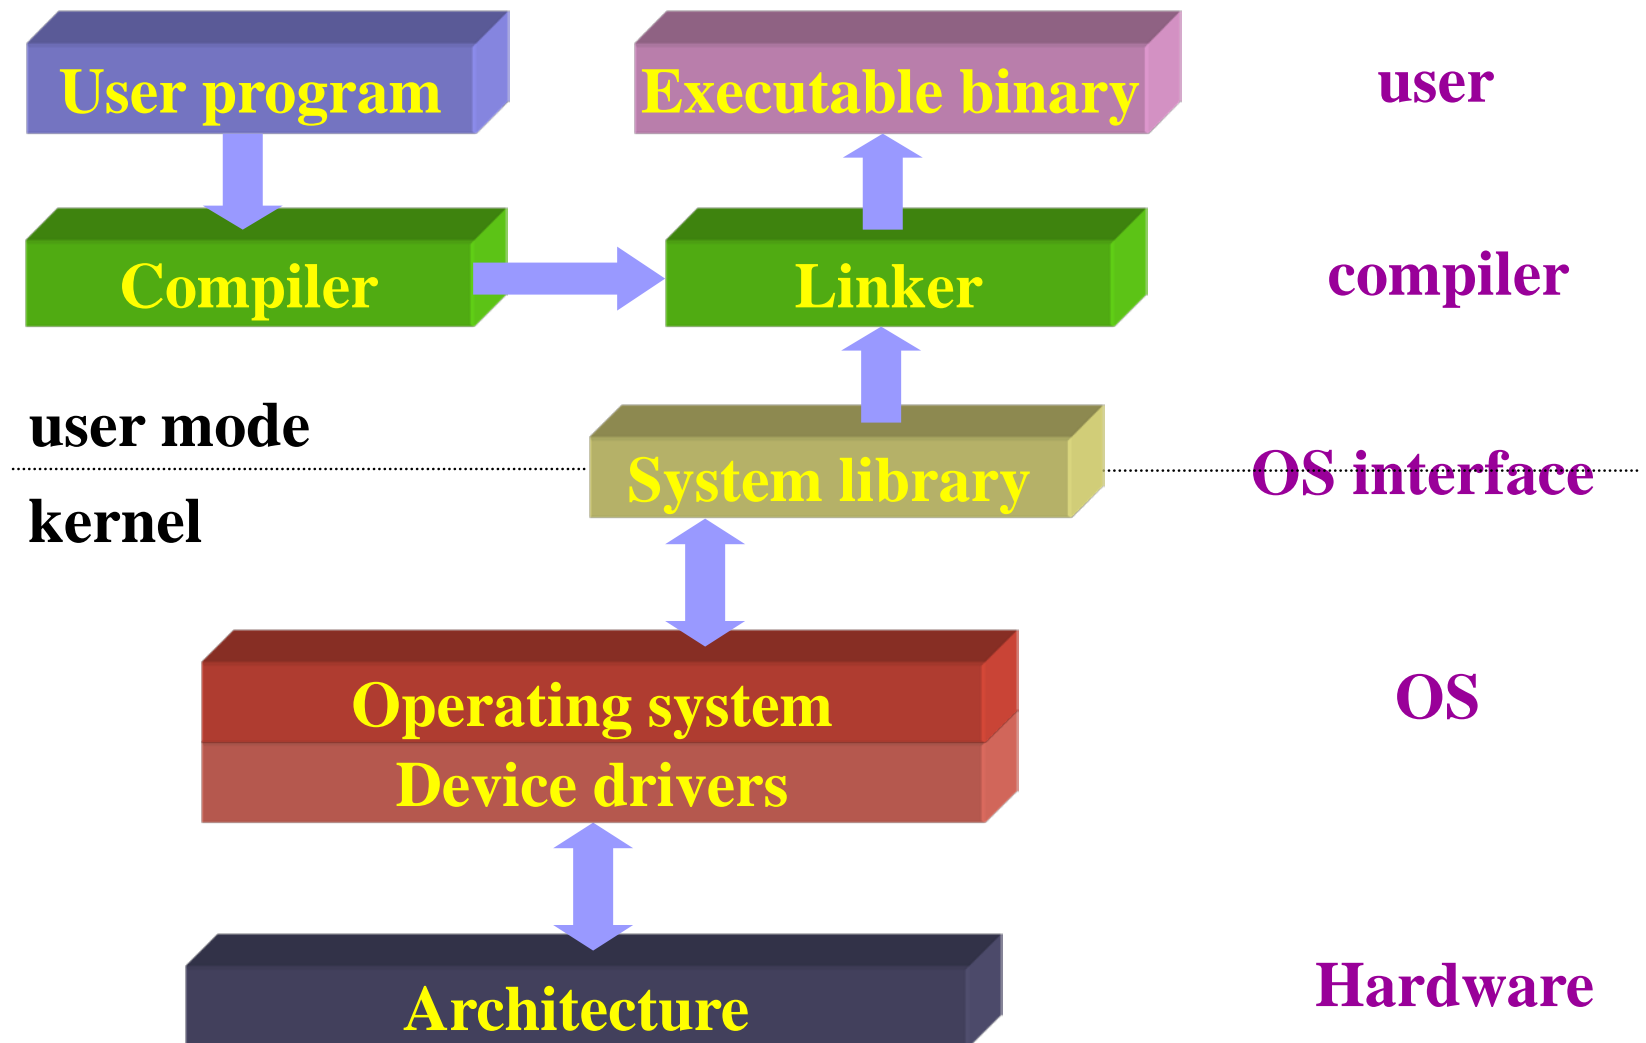 User program
Executable binary
user
Compiler
Linker
compiler
user mode
System library
OS interface
kernel
Operating system
OS
Device drivers
Architecture
Hardware